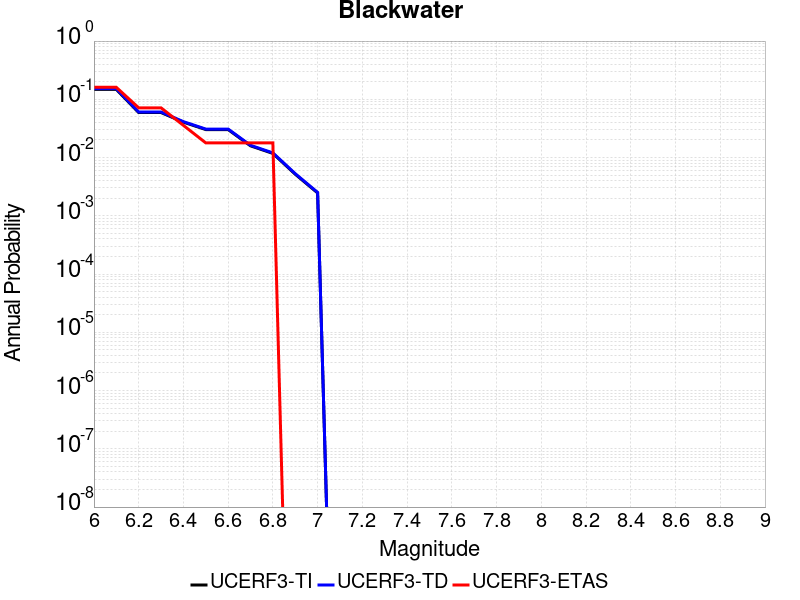 Blackwater
Annual Probability
10^0
10^-1
10^-2
10^-3
10^-4
10^-5
10^-6
10^-7
10^-8
6 6.2 6.4 6.6 6.8 7 7.2 7.4 7.6 7.8 8 8.2 8.4 8.6 8.8 9
Magnitude
UCERF3-TI UCERF3-TD UCERF3-ETAS